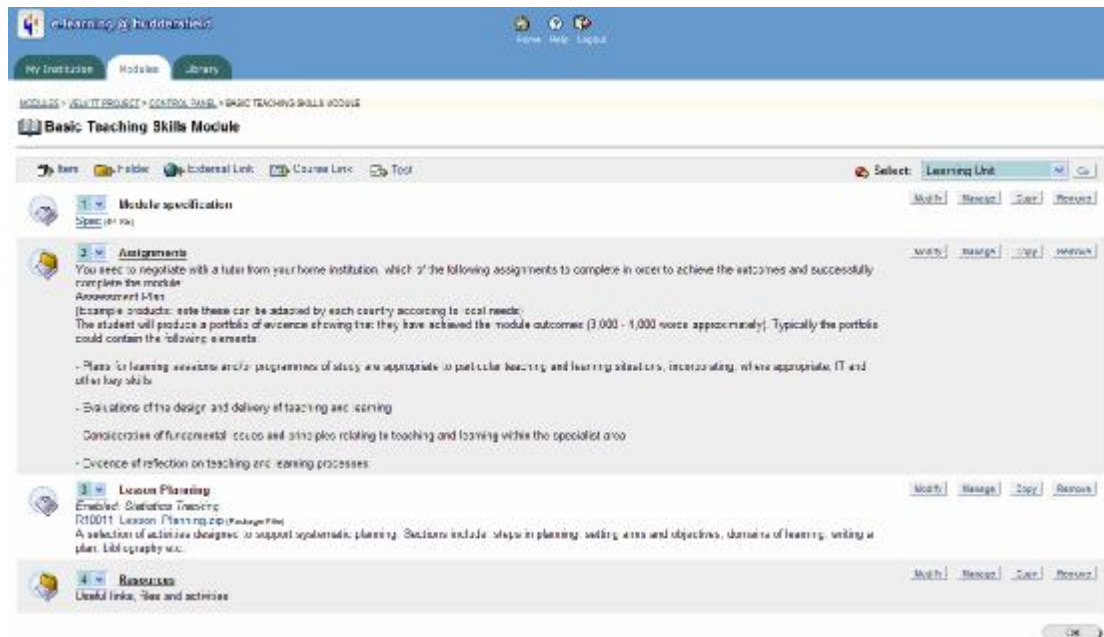 e-learning @ huddersfield
Home Help Logout
My Institution Modules Library
MODULES > VELVITT PROJECT > CONTROL PANEL > BASIC TEACHING SKILLS MODULE
Basic Teaching Skills Module
Item Folder External Link Course Link Test Select: Learning Unit Go
1 Module specification Modify Manage Copy Remove
Spec
2 Assignments Modify Manage Copy Remove
You need to negotiate with a tutor from your home institution, which of the following assignments to complete in order to achieve the outcomes and successfully
complete the module:
Assessment Plan
(Example products: note these can be adapted by each country according to local needs)
The student will produce a portfolio of evidence showing that they have achieved the module outcomes (3,000 - 4,000 words approximately). Typically the portfolio
could contain the following elements:
- Plans for learning sessions and/or programmes of study are appropriate to particular teaching and learning situations, incorporating, where appropriate, IT and
other key skills
- Evaluations of the design and delivery of teaching and learning
- Consideration of fundamental issues and principles relating to teaching and learning within the specialist area
- Evidence of reflection on teaching and learning processes
3 Lesson Planning Modify Manage Copy Remove
Enabled: Statistics Tracking
R10011_Lesson_Planning.zip (Package File)
A selection of activities designed to support systematic planning. Sections include: steps in planning, setting aims and objectives, domains of learning, writing a
plan, bibliography etc.
4 Resources Modify Manage Copy Remove
Useful links, files and activities
OK